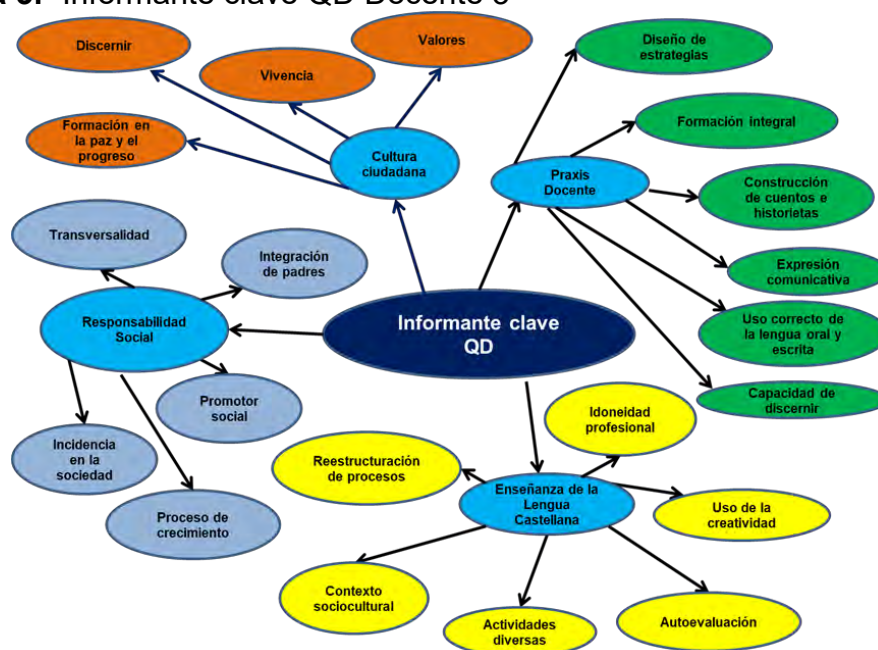 Informante clave QD Docente
Discernir
Vivencia
Valores
Formación en
la paz y el
progreso
Cultura
ciudadana
Diseño de
estrategias
Formación integral
Praxis
Docente
Construcción
de cuentos e
historietas
Expresión
comunicativa
Uso correcto de
la lengua oral y
escrita
Capacidad de
discernir
Transversalidad
Integración
de padres
Responsabilidad
Social
Promotor
social
Incidencia
en la
sociedad
Proceso de
crecimiento
Informante clave
QD
Idoneidad
profesional
Reestructuración
de procesos
Enseñanza de la
Lengua
Castellana
Uso de la
creatividad
Contexto
sociocultural
Actividades
diversas
Autoevaluación